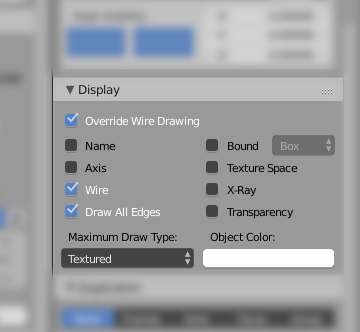 Display
Override Wire Drawing
Name
Bound
Box
Axis
Texture Space
Wire
X-Ray
Draw All Edges
Transparency
Maximum Draw Type:
Object Color:
Textured